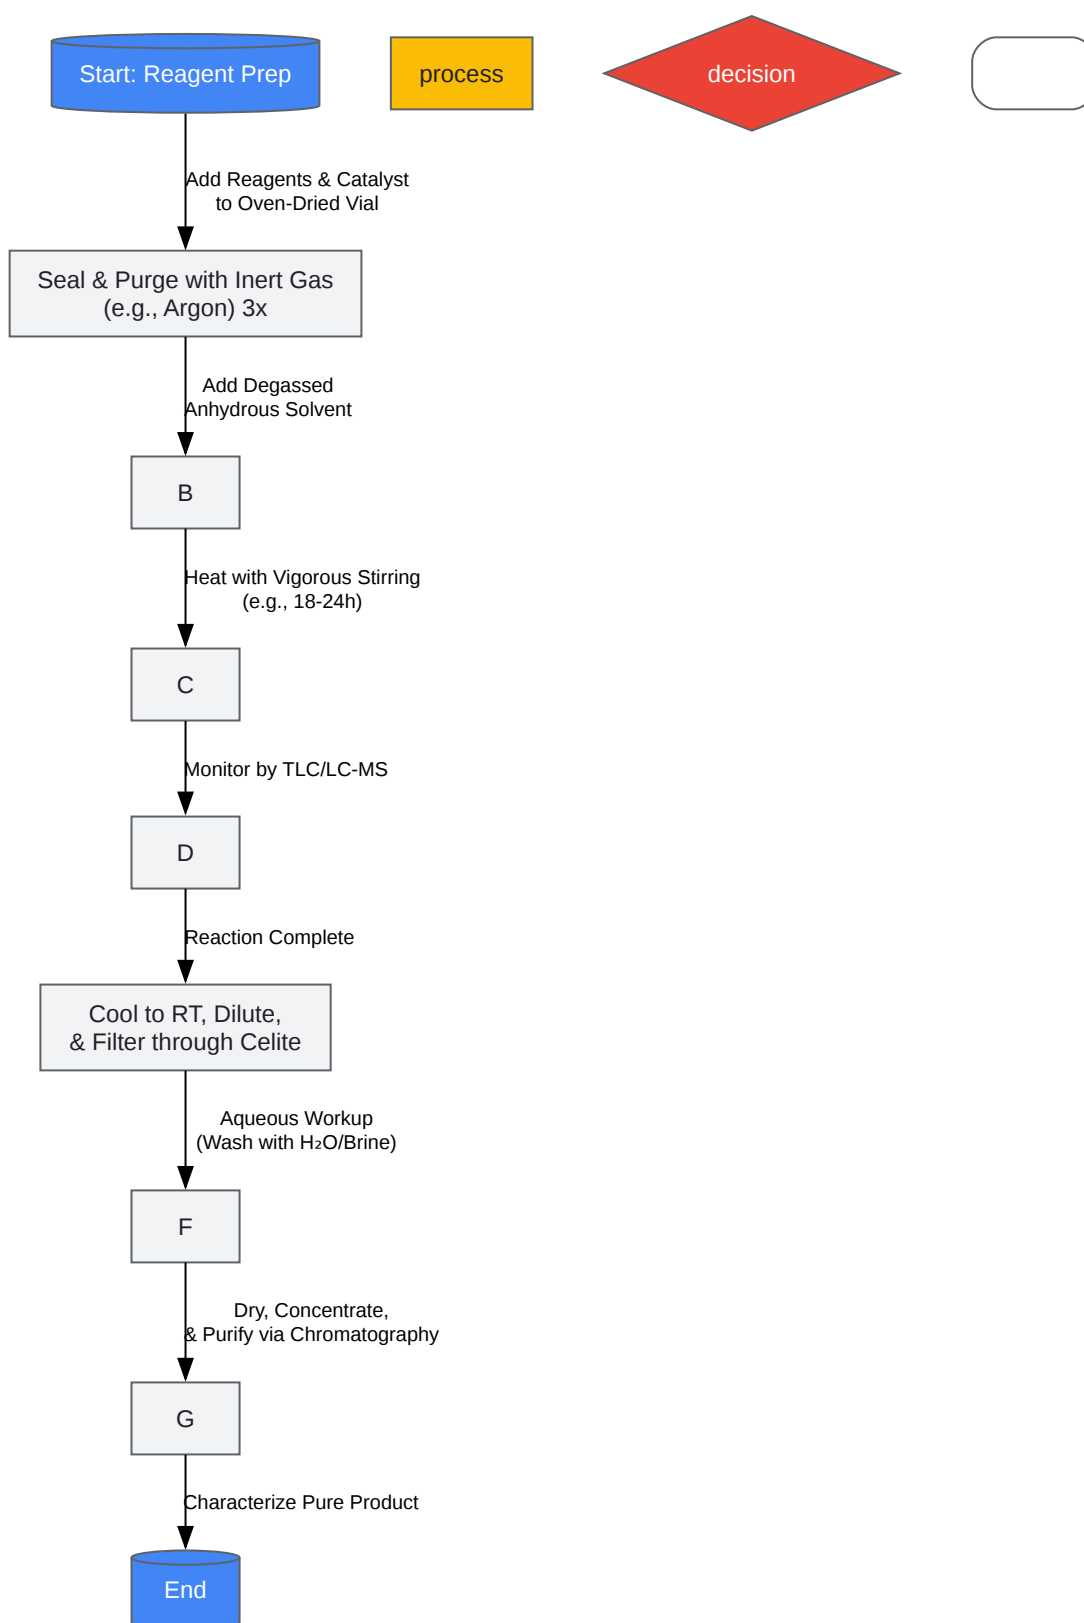 Start: Reagent Prep
process
decision
Add Reagents & Catalyst
to Oven-Dried Vial
Seal & Purge with Inert Gas
(e.g., Argon) 3x
Add Degassed
Anhydrous Solvent
B
Heat with Vigorous Stirring
(e.g., 18-24h)
C
Monitor by TLC/LC-MS
D
Reaction Complete
Cool to RT, Dilute,
& Filter through Celite
Aqueous Workup
(Wash with H₂O/Brine)
F
Dry, Concentrate,
& Purify via Chromatography
G
Characterize Pure Product
End